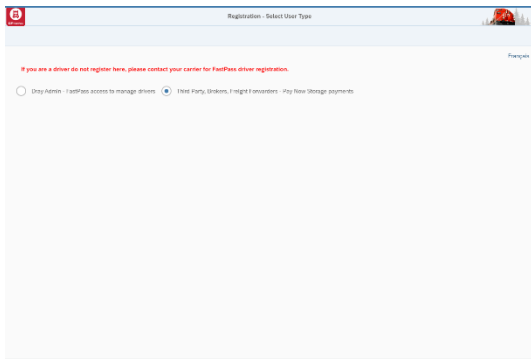 Registration - Select User Type
Français
If you are a driver do not register here, please contact your carrier for FastPass driver registration.
Dray Admin - FastPass access to manage drivers
Third Party, Brokers, Freight Forwarders - Pay Now Storage payments